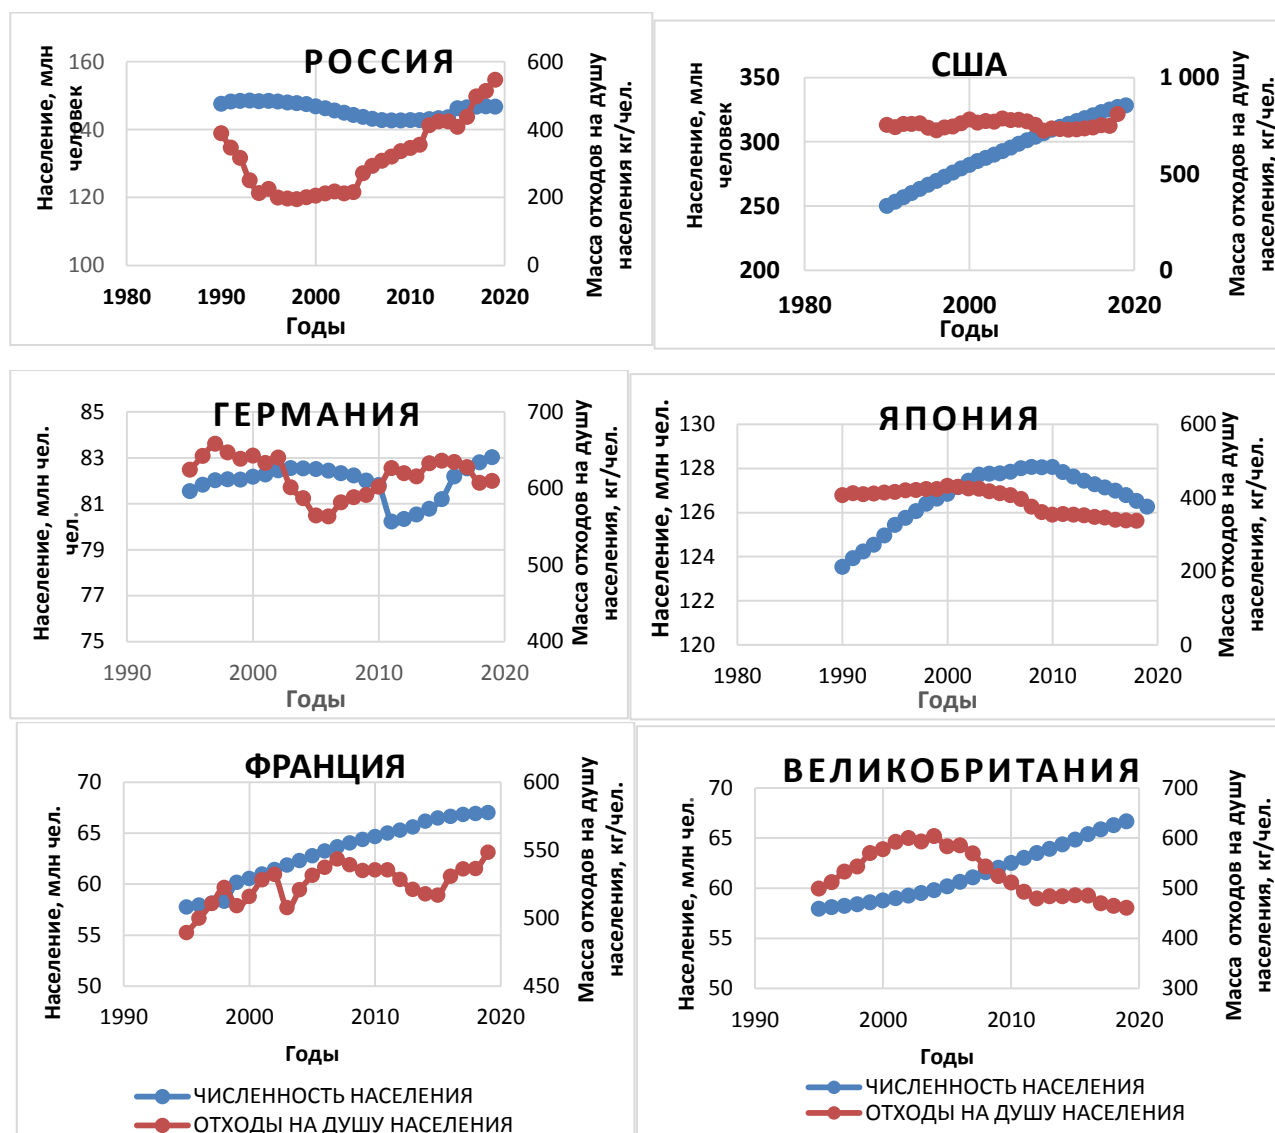 РОССИЯ
Население, млн
человек
160
140
120
100
600
400
200
0
Масса отходов на душу
населения кг/чел.
1980
1990
2000
2010
2020
Годы
США
Население, млн
человек
350
300
250
200
1 000
500
0
Масса отходов на душу
населения, кг/чел.
1980
2000
2020
Годы
ГЕРМАНИЯ
Население, млн чел.
чел.
85
83
81
79
77
75
700
600
500
400
Масса отходов на душу
населения, кг/чел.
1990
2000
2010
2020
Годы
ЯПОНИЯ
Население, млн чел.
130
128
126
124
122
120
600
400
200
0
Масса отходов на душу
населения, кг/чел.
1980
1990
2000
2010
2020
Годы
ФРАНЦИЯ
Население, млн чел.
70
65
60
55
50
600
550
500
450
Масса отходов на душу
населения, кг/чел.
1990
2000
2010
2020
Годы
ЧИСЛЕННОСТЬ НАСЕЛЕНИЯ
ОТХОДЫ НА ДУШУ НАСЕЛЕНИЯ
ВЕЛИКОБРИТАНИЯ
Население, млн чел.
70
65
60
55
50
700
600
500
400
300
Масса отходов на душу
населения, кг/чел.
1990
2000
2010
2020
Годы
ЧИСЛЕННОСТЬ НАСЕЛЕНИЯ
ОТХОДЫ НА ДУШУ НАСЕЛЕНИЯ